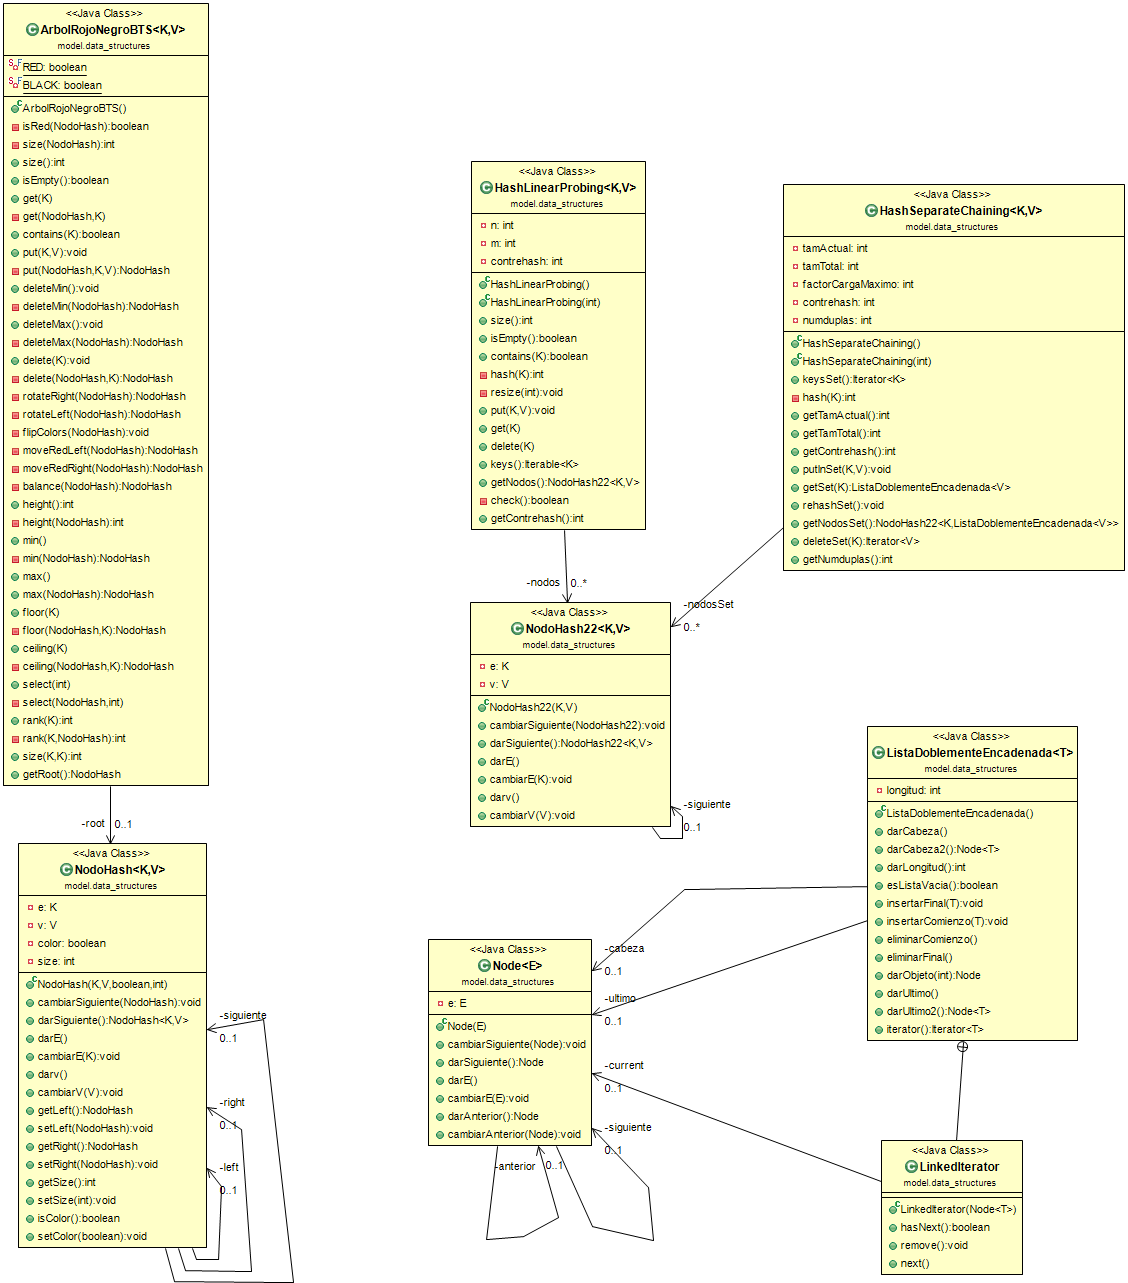 <<Java Class>>
ArbolRojoNegroBTS<K,V>
model.data_structures
RED: boolean
BLACK: boolean
ArbolRojoNegroBTS()
isRed(NodoHash):boolean
size(NodoHash):int
size():int
isEmpty():boolean
get(K)
get(NodoHash,K)
contains(K):boolean
put(K,V):void
put(NodoHash,K,V):NodoHash
deleteMin():void
deleteMin(NodoHash):NodoHash
deleteMax():void
deleteMax(NodoHash):NodoHash
delete(K):void
delete(NodoHash,K):NodoHash
rotateRight(NodoHash):NodoHash
rotateLeft(NodoHash):NodoHash
flipColors(NodoHash):void
moveRedLeft(NodoHash):NodoHash
moveRedRight(NodoHash):NodoHash
balance(NodoHash):NodoHash
height():int
height(NodoHash):int
min()
min(NodoHash):NodoHash
max()
max(NodoHash):NodoHash
floor(K)
floor(NodoHash,K):NodoHash
ceiling(K)
ceiling(NodoHash,K):NodoHash
select(int)
select(NodoHash,int)
rank(K):int
rank(K,NodoHash):int
size(K,K):int
getRoot():NodoHash
-root 0..1
<<Java Class>>
NodoHash<K,V>
model.data_structures
e: K
v: V
color: boolean
size: int
NodoHash(K,V,boolean,int)
cambiarSiguiente(NodoHash):void
darSiguiente():NodoHash<K,V>
darE()
cambiarE(K):void
darv()
cambiarV(V):void
getLeft():NodoHash
setLeft(NodoHash):void
getRight():NodoHash
setRight(NodoHash):void
getSize():int
setSize(int):void
isColor():boolean
setColor(boolean):void
-siguiente
0..1
-right
0..1
-left
0..1
<<Java Class>>
HashLinearProbing<K,V>
model.data_structures
n: int
m: int
contrehash: int
HashLinearProbing()
HashLinearProbing(int)
size():int
isEmpty():boolean
contains(K):boolean
hash(K):int
resize(int):void
put(K,V):void
get(K)
delete(K)
keys():Iterable<K>
getNodos():NodoHash22<K,V>
check():boolean
getContrehash():int
-nodos 0..*
<<Java Class>>
HashSeparateChaining<K,V>
model.data_structures
tamActual: int
tamTotal: int
factorCargaMaximo: int
contrehash: int
numduplas: int
HashSeparateChaining()
HashSeparateChaining(int)
keysSet():Iterator<K>
hash(K):int
getTamActual():int
getTamTotal():int
getContrehash():int
putInSet(K,V):void
getSet(K):ListaDoblementeEncadenada<V>
rehashSet():void
getNodosSet():NodoHash22<K,ListaDoblementeEncadenada<V>>
deleteSet(K):Iterator<V>
getNumduplas():int
-nodosSet
0..*
<<Java Class>>
NodoHash22<K,V>
model.data_structures
e: K
v: V
NodoHash22(K,V)
cambiarSiguiente(NodoHash22):void
darSiguiente():NodoHash22<K,V>
darE()
cambiarE(K):void
darv()
cambiarV(V):void
-siguiente
0..1
<<Java Class>>
ListaDoblementeEncadenada<T>
model.data_structures
longitud: int
ListaDoblementeEncadenada()
darCabeza()
darCabeza2():Node<T>
darLongitud():int
esListaVacia():boolean
insertarFinal(T):void
insertarComienzo(T):void
eliminarComienzo()
eliminarFinal()
darObjeto(int):Node
darUltimo()
darUltimo2():Node<T>
iterator():Iterator<T>
-cabeza
0..1
-ultimo
0..1
<<Java Class>>
Node<E>
model.data_structures
e: E
Node(E)
cambiarSiguiente(Node):void
darSiguiente():Node
darE()
cambiarE(E):void
darAnterior():Node
cambiarAnterior(Node):void
-current
0..1
-siguiente
0..1
-anterior 0..1
<<Java Class>>
LinkedIterator
model.data_structures
LinkedIterator(Node<T>)
hasNext():boolean
remove():void
next()